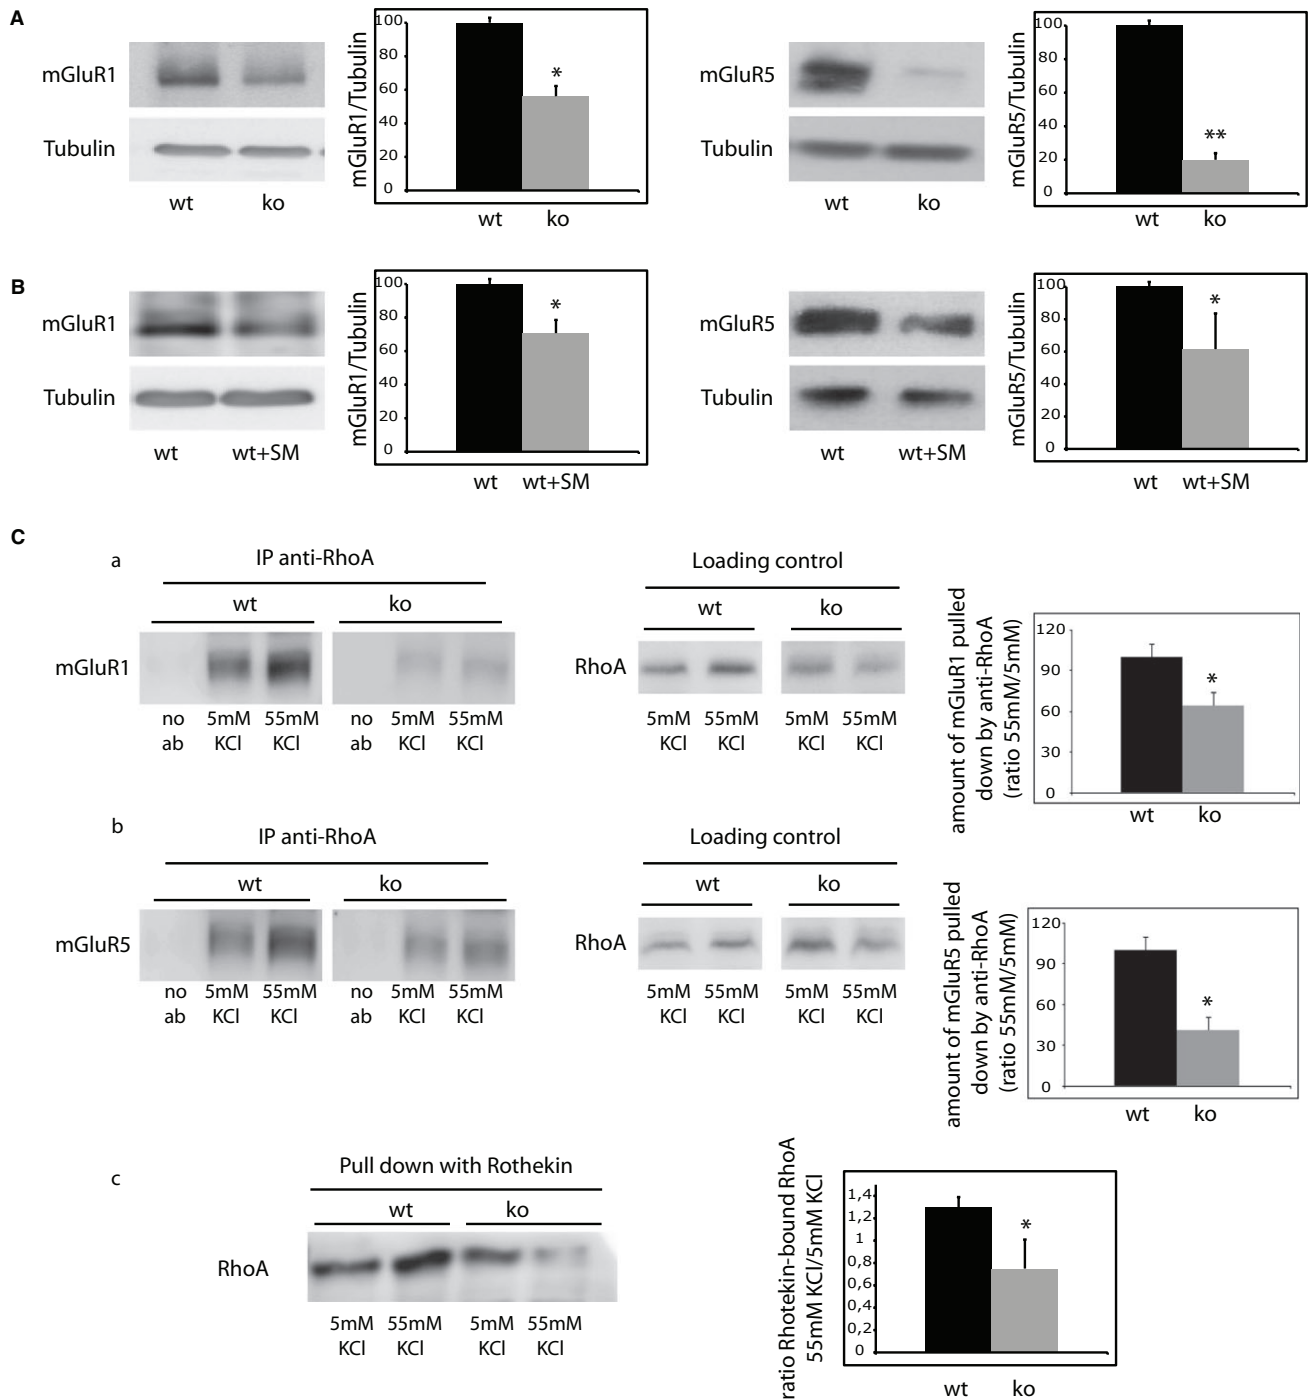 A
mGluR1
Tubulin
wt ko
mGluR1/Tubulin
100
80
60
40
20
0
*
wt ko
mGluR5
Tubulin
wt ko
mGluR5/Tubulin
100
80
60
40
20
0
**
wt ko
B
mGluR1
Tubulin
wt wt+SM
mGluR1/Tubulin
100
80
60
40
20
0
*
wt wt+SM
mGluR5
Tubulin
wt wt+SM
mGluR5/Tubulin
100
80
60
40
20
0
*
wt wt+SM
C
a
IP anti-RhoA
wt ko
mGluR1
no 5mM 55mM no 5mM 55mM
ab KCl KCl ab KCl KCl
Loading control
wt ko
RhoA
5mM 55mM 5mM 55mM
KCl KCl KCl KCl
amount of mGluR1 pulled
down by anti-RhoA
(ratio 55mM/5mM)
120
90
60
30
0
*
wt ko
b
IP anti-RhoA
wt ko
mGluR5
no 5mM 55mM no 5mM 55mM
ab KCl KCl ab KCl KCl
Loading control
wt ko
RhoA
5mM 55mM 5mM 55mM
KCl KCl KCl KCl
amount of mGluR5 pulled
down by anti-RhoA
(ratio 55mM/5mM)
120
90
60
30
0
*
wt ko
c
Pull down with Rothekin
wt ko
RhoA
5mM 55mM 5mM 55mM
KCl KCl KCl KCl
ratio Rhotekin-bound RhoA
55mM KCl/5mM KCl
1,4
1,2
1
0,8
0,6
0,4
0,2
0
*
wt ko